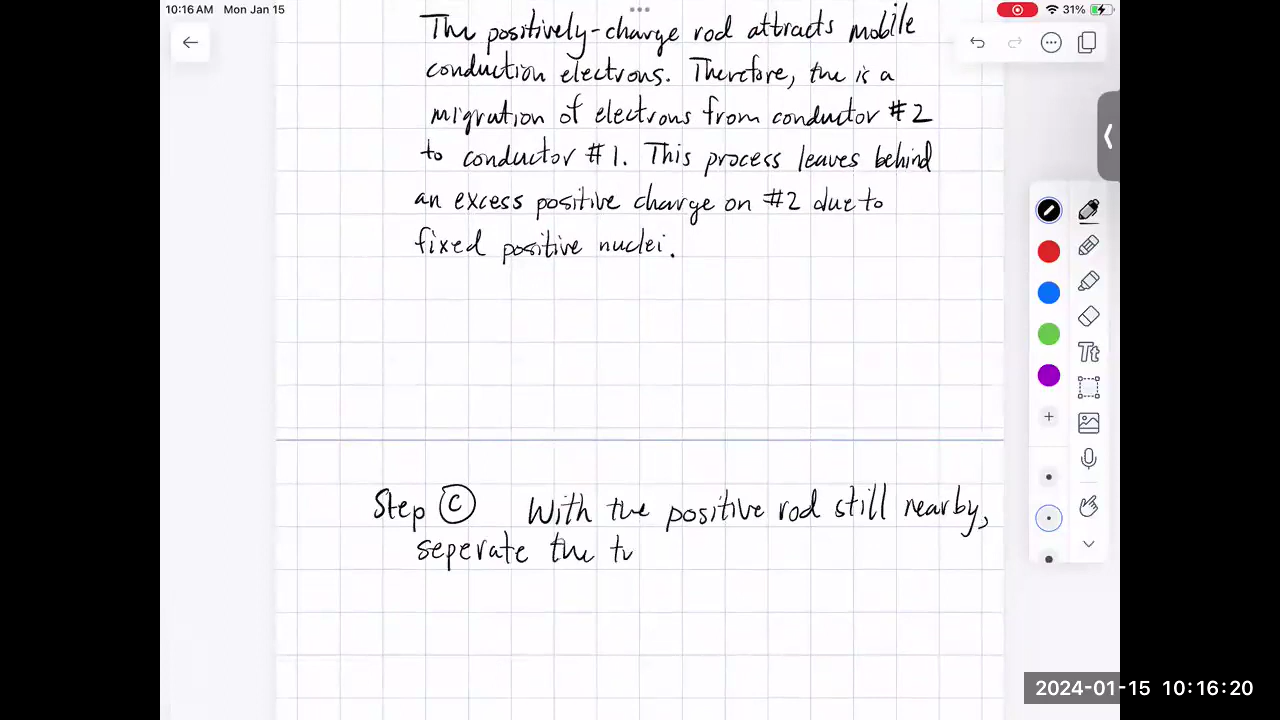 10:16 AM Mon Jan 15
31%
The positively-charge rod attracts mobile
conduction electrons. Therefore, the is a
migration of electrons from conductor #2
to conductor #1. This process leaves behind
an excess positive charge on #2 due to
fixed positive nuclei.
Tt
Step C With the positive rod still nearby,
seperate the tw
2024-01-15 10:16:20